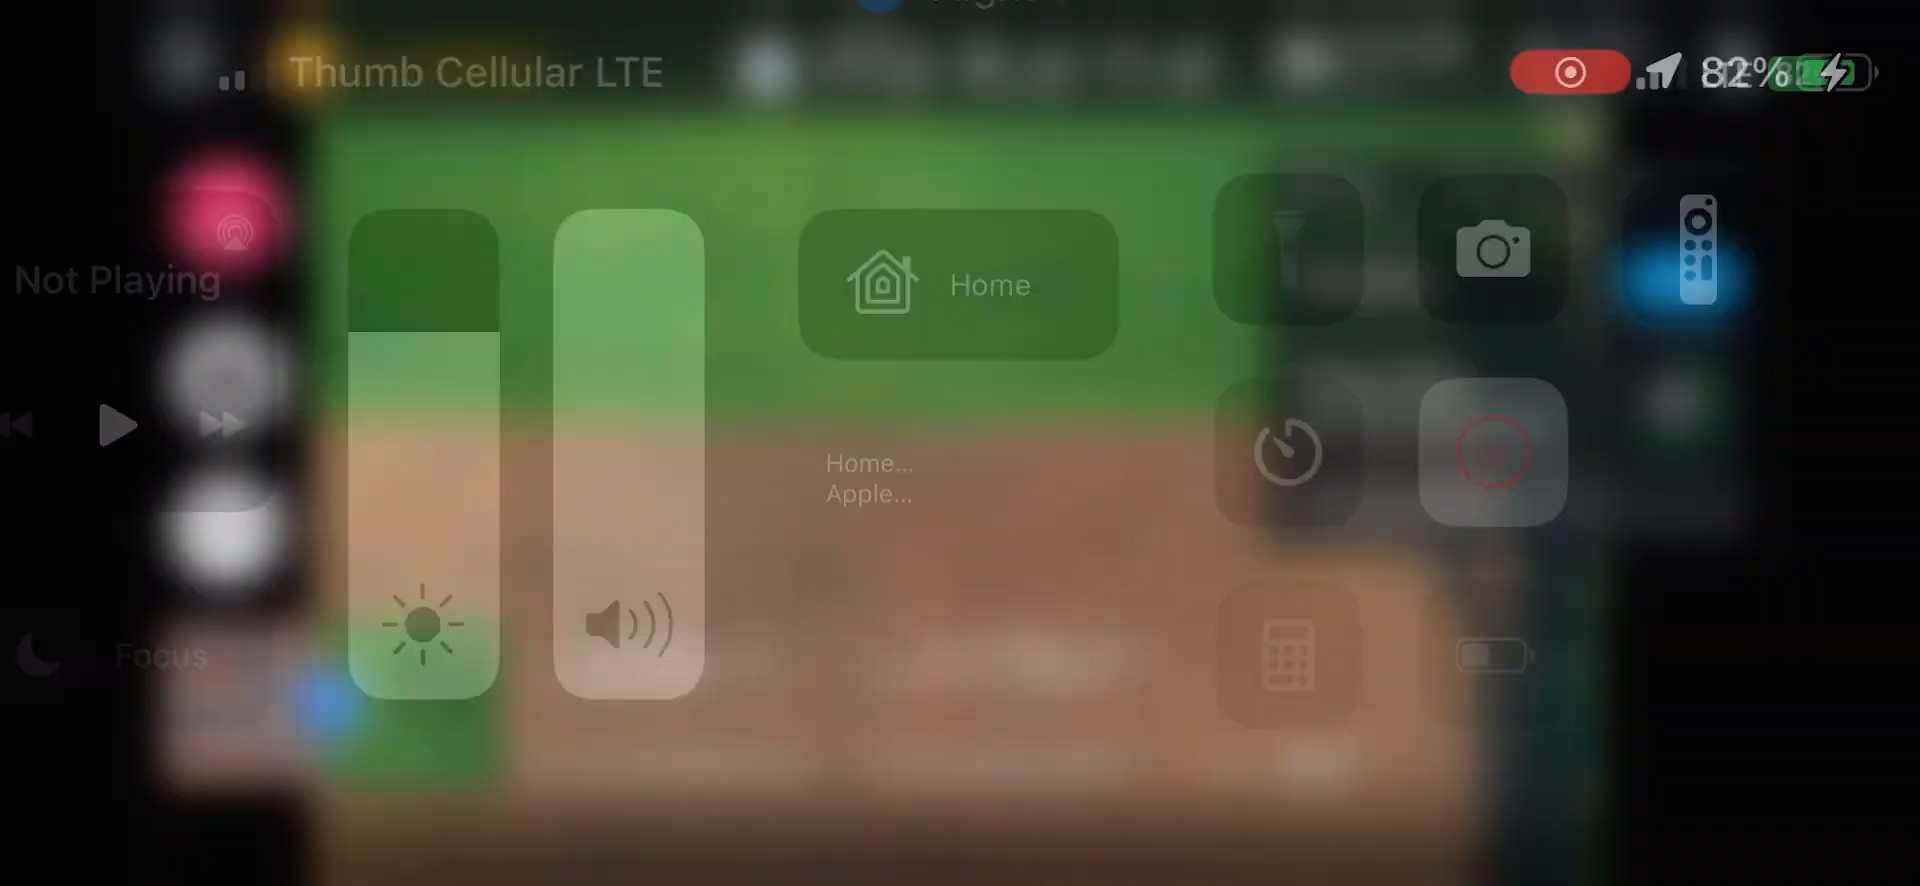 Thumb Cellular LTE
82%
Not Playing
Home
Home...
Apple...
Focus